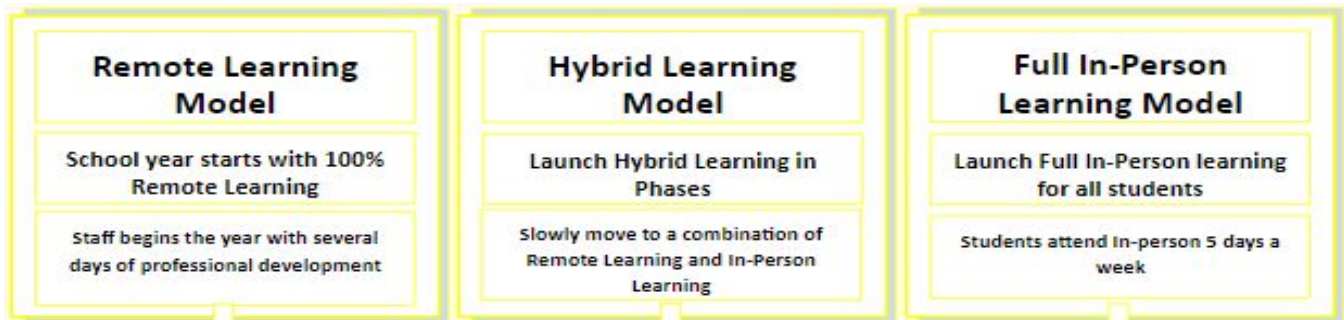 Remote Learning
Model
School year starts with 100%
Remote Learning
Staff begins the year with several
days of professional development
Hybrid Learning
Model
Launch Hybrid Learning in
Phases
Slowly move to a combination of
Remote Learning and In-Person
Learning
Full In-Person
Learning Model
Launch Full In-Person learning
for all students
Students attend In-person 5 days a
week